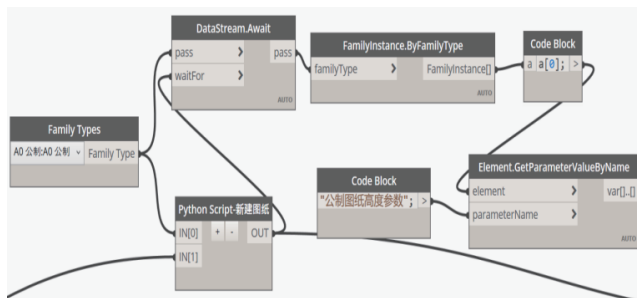 DataStream.Await
pass
pass
waitFor
AUTO
FamilyInstance.ByFamilyType
familyType
FamilyInstance[]
AUTO
Code Block
a a[0]; >
Family Types
A0 公制:A0 公制 Family Type
Python Script-新建图纸
IN[0] + - OUT
IN[1]
Code Block
"公制图纸高度参数"; >
Element.GetParameterValueByName
element > var[]..[]
parameterName >
AUTO